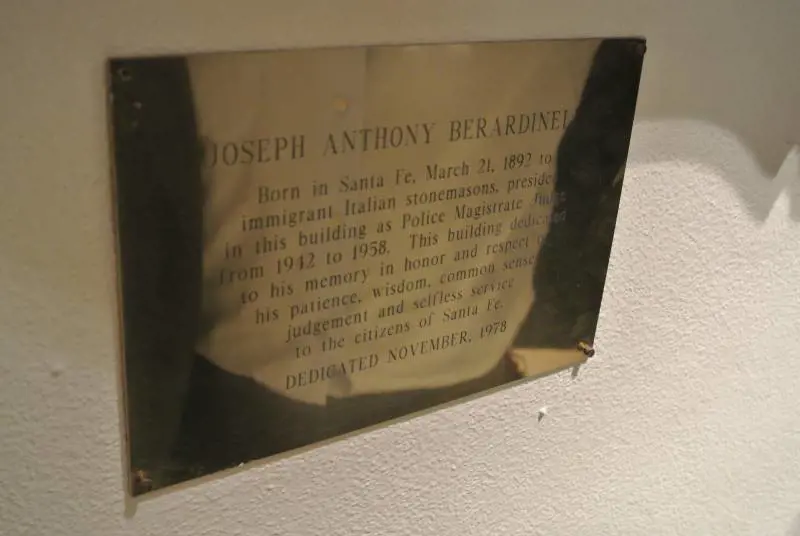 JOSEPH ANTHONY BERARDINELLI
Born in Santa Fe, March 21, 1892 to
immigrant Italian stonemasons, presided
in this building as Police Magistrate Judge
from 1942 to 1958. This building dedicated
to his memory in honor and respect of
his patience, wisdom, common sense
judgement and selfless service
to the citizens of Santa Fe.
DEDICATED NOVEMBER, 1978